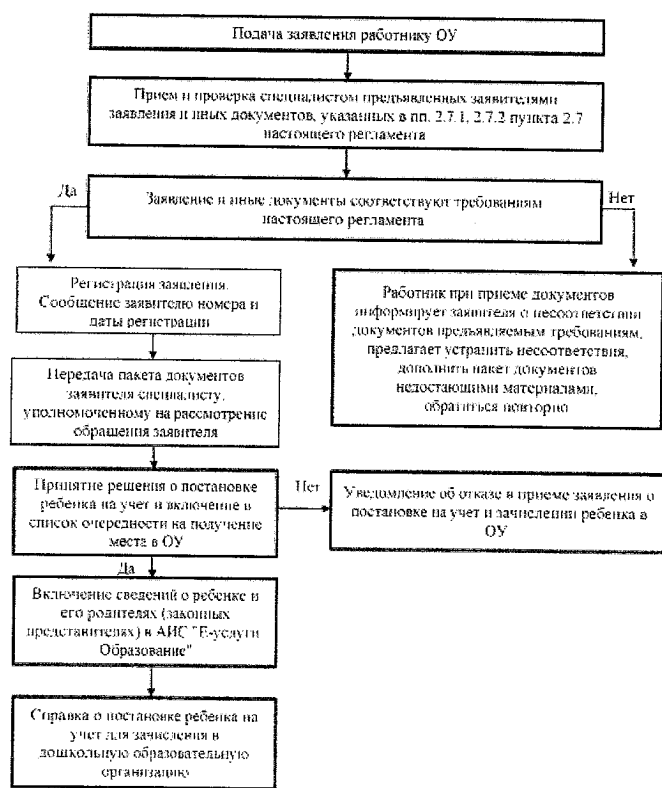 Подача заявления работнику ОУ
Прием и проверка специалистом предъявленных заявителями
заявления и иных документов, указанных в пп. 2.7.1, 2.7.2 пункта 2.7
настоящего регламента
Да
Заявление и иные документы соответствуют требованиям
настоящего регламента
Нет
Регистрация заявления.
Сообщение заявителю номера и
даты регистрации
Работник при приеме документов
информирует заявителя о несоответствии
документов предъявляемым требованиям,
предлагает устранить несоответствия,
дополнить пакет документов
недостающими материалами,
обратиться повторно
Передача пакета документов
заявителя специалисту,
уполномоченному на рассмотрение
обращения заявителя
Принятие решения о постановке
ребенка на учет и включение в
список очередности на получение
места в ОУ
Нет
Уведомление об отказе в приеме заявления о
постановке на учет и зачислении ребенка в
ОУ
Да
Включение сведений о ребенке и
его родителях (законных
представителях) в АИС "Е-услуги
Образование"
Справка о постановке ребенка на
учет для зачисления в
дошкольную образовательную
организацию